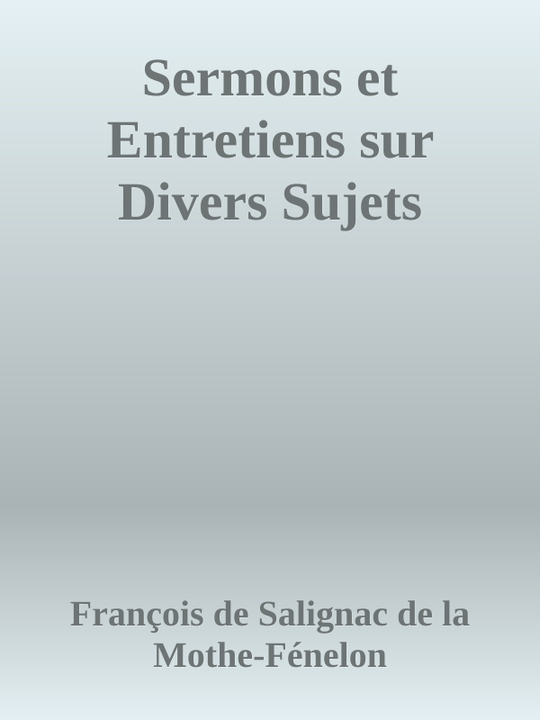 Sermons et
Entretiens sur
Divers Sujets
François de Salignac de la
Mothe-Fénelon